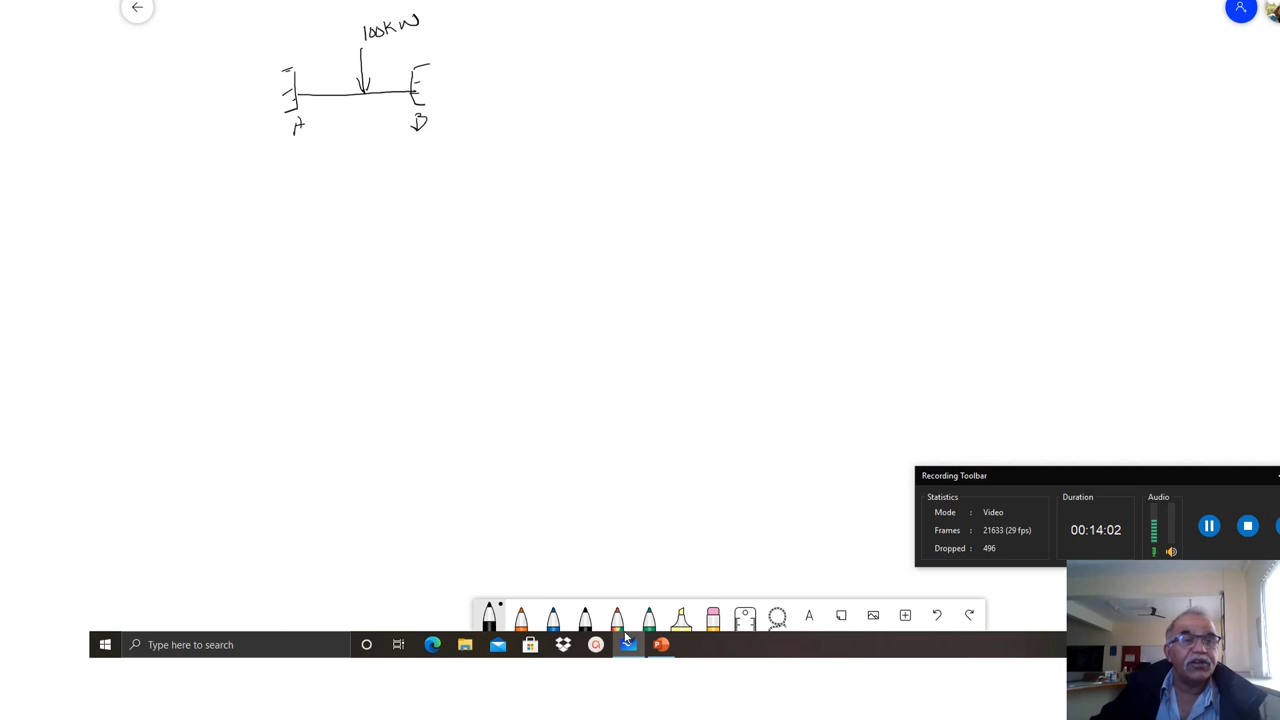 100KN
A
B
Recording Toolbar
Statistics
Duration
Audio
Mode : Video
Frames : 21633 (29 fps)
00:14:02
Dropped : 496
A
Type here to search